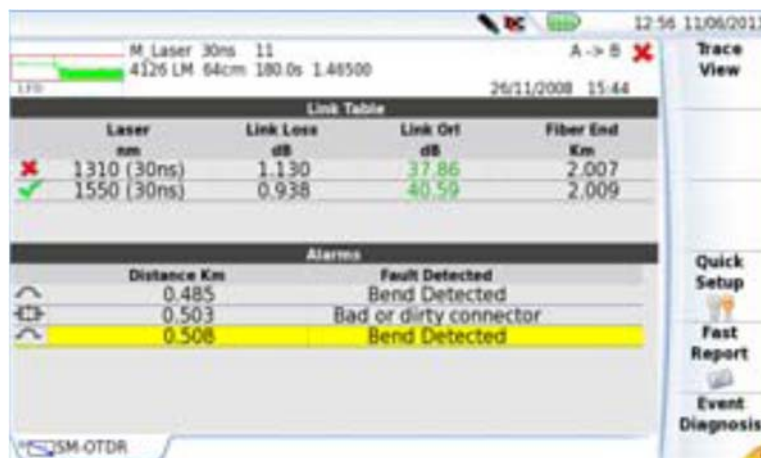 12 56 11/06/201
M_Laser 30ns 11
4126 LM 64cm 180.0s 1.46500
A -> B
26/11/2008 15:44
Trace
View
Link Table
Laser Link Loss Link Orl Fiber End
nm dB dB Km
1310 (30ns) 1.130 37.86 2.007
1550 (30ns) 0.938 40.59 2.009
Alarms
Distance Km Fault Detected
0.485 Bend Detected
0.503 Bad or dirty connector
0.508 Bend Detected
Quick
Setup
Fast
Report
Event
Diagnosis
SM-OTDR